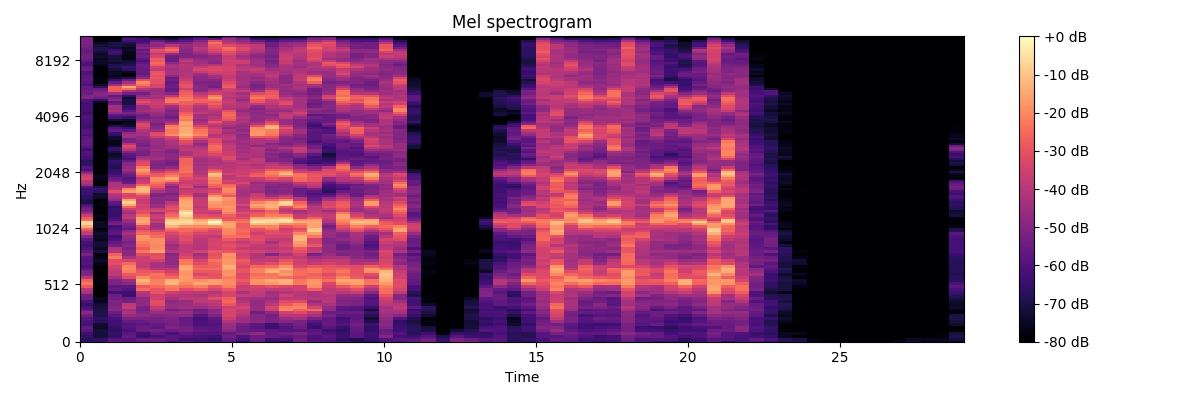 Mel spectrogram
+0 dB
8192
-10 dB
4096
-20 dB
-30 dB
Hz
2048
-40 dB
1024
-50 dB
-60 dB
512
-70 dB
0
-80 dB
0 5 10 15 20 25
Time